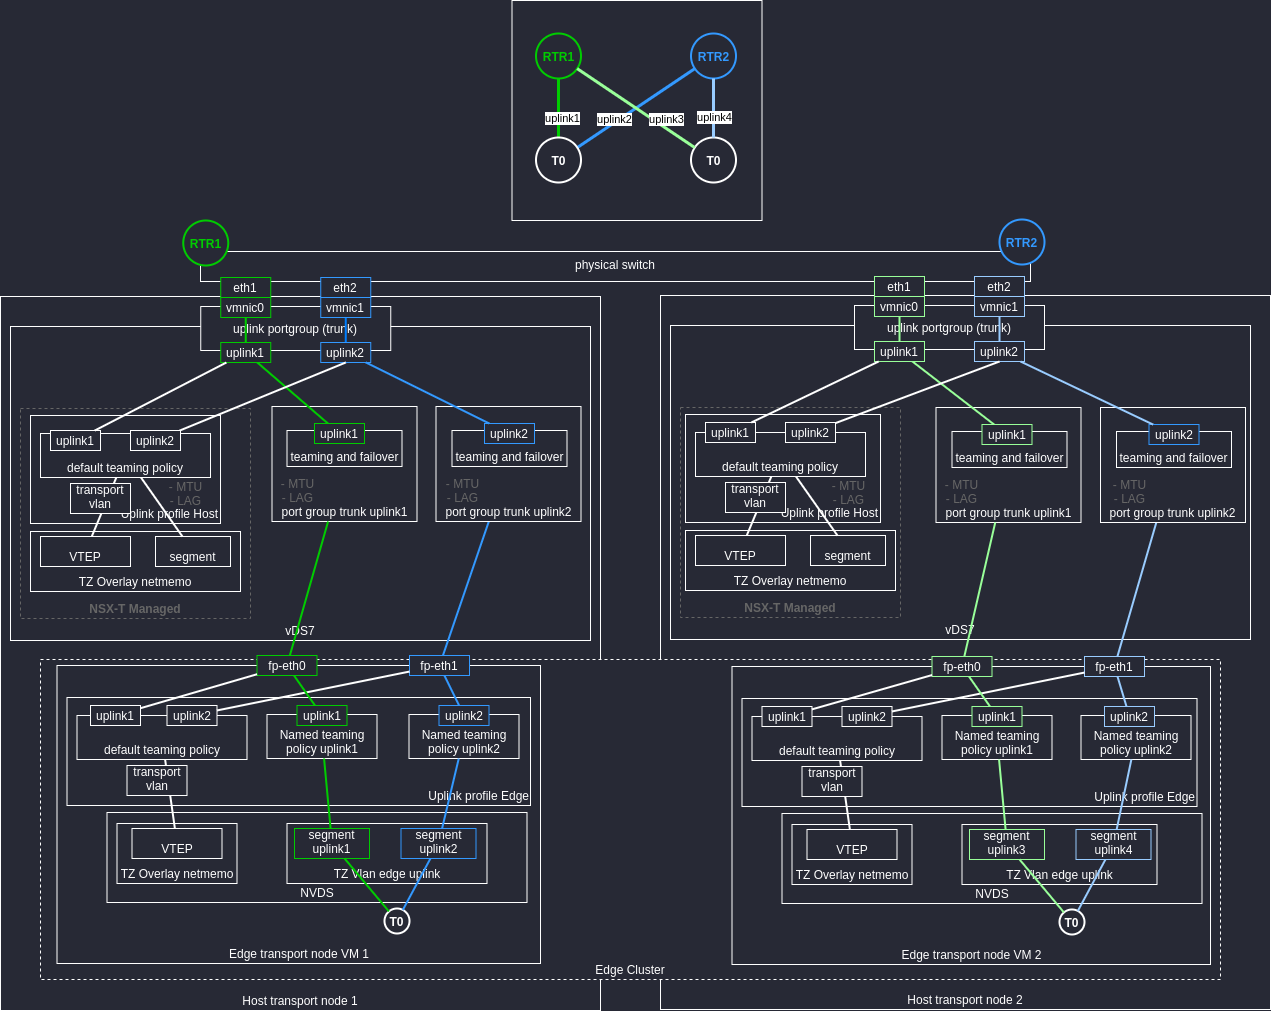 RTR1
RTR2
uplink1
uplink2
uplink3
uplink4
T0
T0
RTR1
RTR2
physical switch
eth1
eth2
vmnic0
vmnic1
uplink portgroup (trunk)
uplink1
uplink2
uplink1
uplink2
default teaming policy
transport
vlan
- MTU
- LAG
Uplink profile Host
VTEP
segment
TZ Overlay netmemo
NSX-T Managed
uplink1
teaming and failover
- MTU
- LAG
port group trunk uplink1
uplink2
teaming and failover
- MTU
- LAG
port group trunk uplink2
vDS7
fp-eth0
fp-eth1
uplink1
uplink2
default teaming policy
transport
vlan
uplink1
Named teaming
policy uplink1
uplink2
Named teaming
policy uplink2
Uplink profile Edge
VTEP
TZ Overlay netmemo
segment
uplink1
segment
uplink2
TZ Vlan edge uplink
NVDS
T0
Edge transport node VM 1
Host transport node 1
eth1
eth2
vmnic0
vmnic1
uplink portgroup (trunk)
uplink1
uplink2
uplink1
uplink2
default teaming policy
transport
vlan
- MTU
- LAG
Uplink profile Host
VTEP
segment
TZ Overlay netmemo
NSX-T Managed
uplink1
teaming and failover
- MTU
- LAG
port group trunk uplink1
uplink2
teaming and failover
- MTU
- LAG
port group trunk uplink2
vDS7
fp-eth0
fp-eth1
uplink1
uplink2
default teaming policy
transport
vlan
uplink1
Named teaming
policy uplink1
uplink2
Named teaming
policy uplink2
Uplink profile Edge
VTEP
TZ Overlay netmemo
segment
uplink3
segment
uplink4
TZ Vlan edge uplink
NVDS
T0
Edge transport node VM 2
Edge Cluster
Host transport node 2